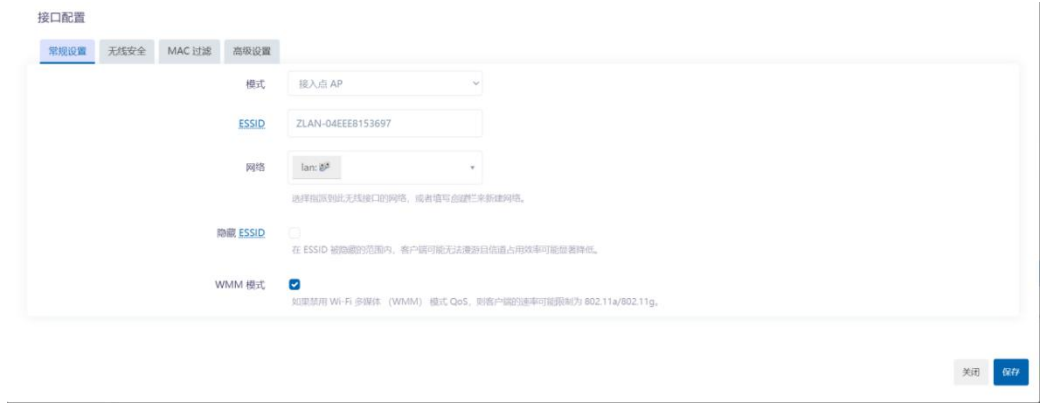 接口配置
常规设置 无线安全 MAC 过滤 高级设置
模式 接入点 AP
ESSID ZLAN-04EEE8153697
网络 lan:
选择指派到此无线接口的网络，或者填写创建栏来新建网络。
隐藏 ESSID
在 ESSID 被隐藏的范围内，客户端可能无法漫游且信道占用效率可能显著降低。
WMM 模式
如果禁用 Wi-Fi 多媒体 （WMM） 模式 QoS，则客户端的速率可能限制为 802.11a/802.11g。
关闭 保存